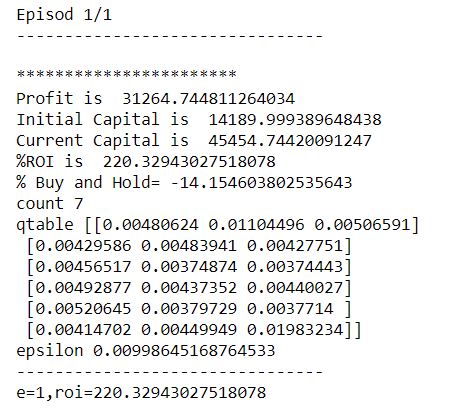 Episod 1/1
--------------------------------

***********************
Profit is  31264.744811264034
Initial Capital is  14189.999389648438
Current Capital is  45454.74420091247
%ROI is  220.32943027518078
% Buy and Hold= -14.154603802535643
count 7
qtable [[0.00480624 0.01104496 0.00506591]
 [0.00429586 0.00483941 0.00427751]
 [0.00456517 0.00374874 0.00374443]
 [0.00492877 0.00437352 0.00440027]
 [0.00520645 0.00379729 0.0037714 ]
 [0.00414702 0.00449949 0.01983234]]
epsilon 0.00998645168764533
--------------------------------
e=1,roi=220.32943027518078